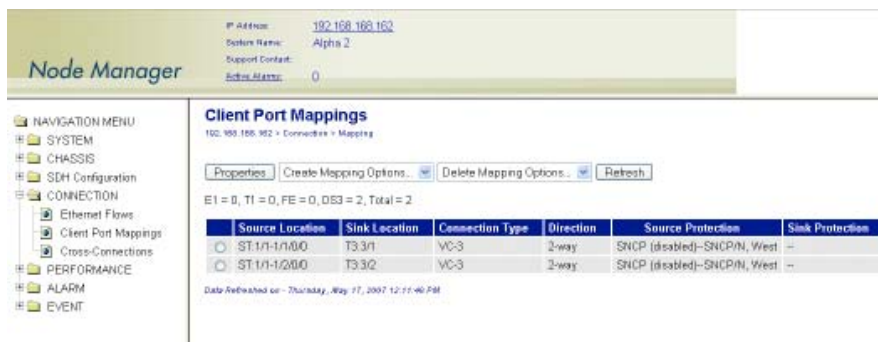 Node Manager
IP Address: 192.168.168.162
System Name: Alpha 2
Support Contact:
Active Alarms: 0
NAVIGATION MENU
SYSTEM
CHASSIS
SDH Configuration
CONNECTION
Ethernet Flows
Client Port Mappings
Cross-Connections
PERFORMANCE
ALARM
EVENT
Client Port Mappings
192.168.168.162 > Connection > Mapping
Properties Create Mapping Options... Delete Mapping Options... Refresh
E1 = 0, T1 = 0, FE = 0, DS3 = 2, Total = 2
Source Location Sink Location Connection Type Direction Source Protection Sink Protection
ST:1/1-1/1/0/0 T3:3/1 VC-3 2-way SNCP (disabled)--SNCP/N, West --
ST:1/1-1/2/0/0 T3:3/2 VC-3 2-way SNCP (disabled)--SNCP/N, West --
Data Refreshed on - Thursday, May 17, 2007 12:11:40 PM